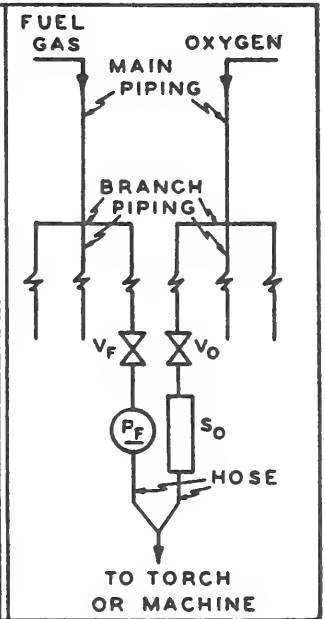 FUEL
GAS
OXYGEN
MAIN
PIPING
BRANCH
PIPING
VF
VO
PF
SO
HOSE
TO TORCH
OR MACHINE